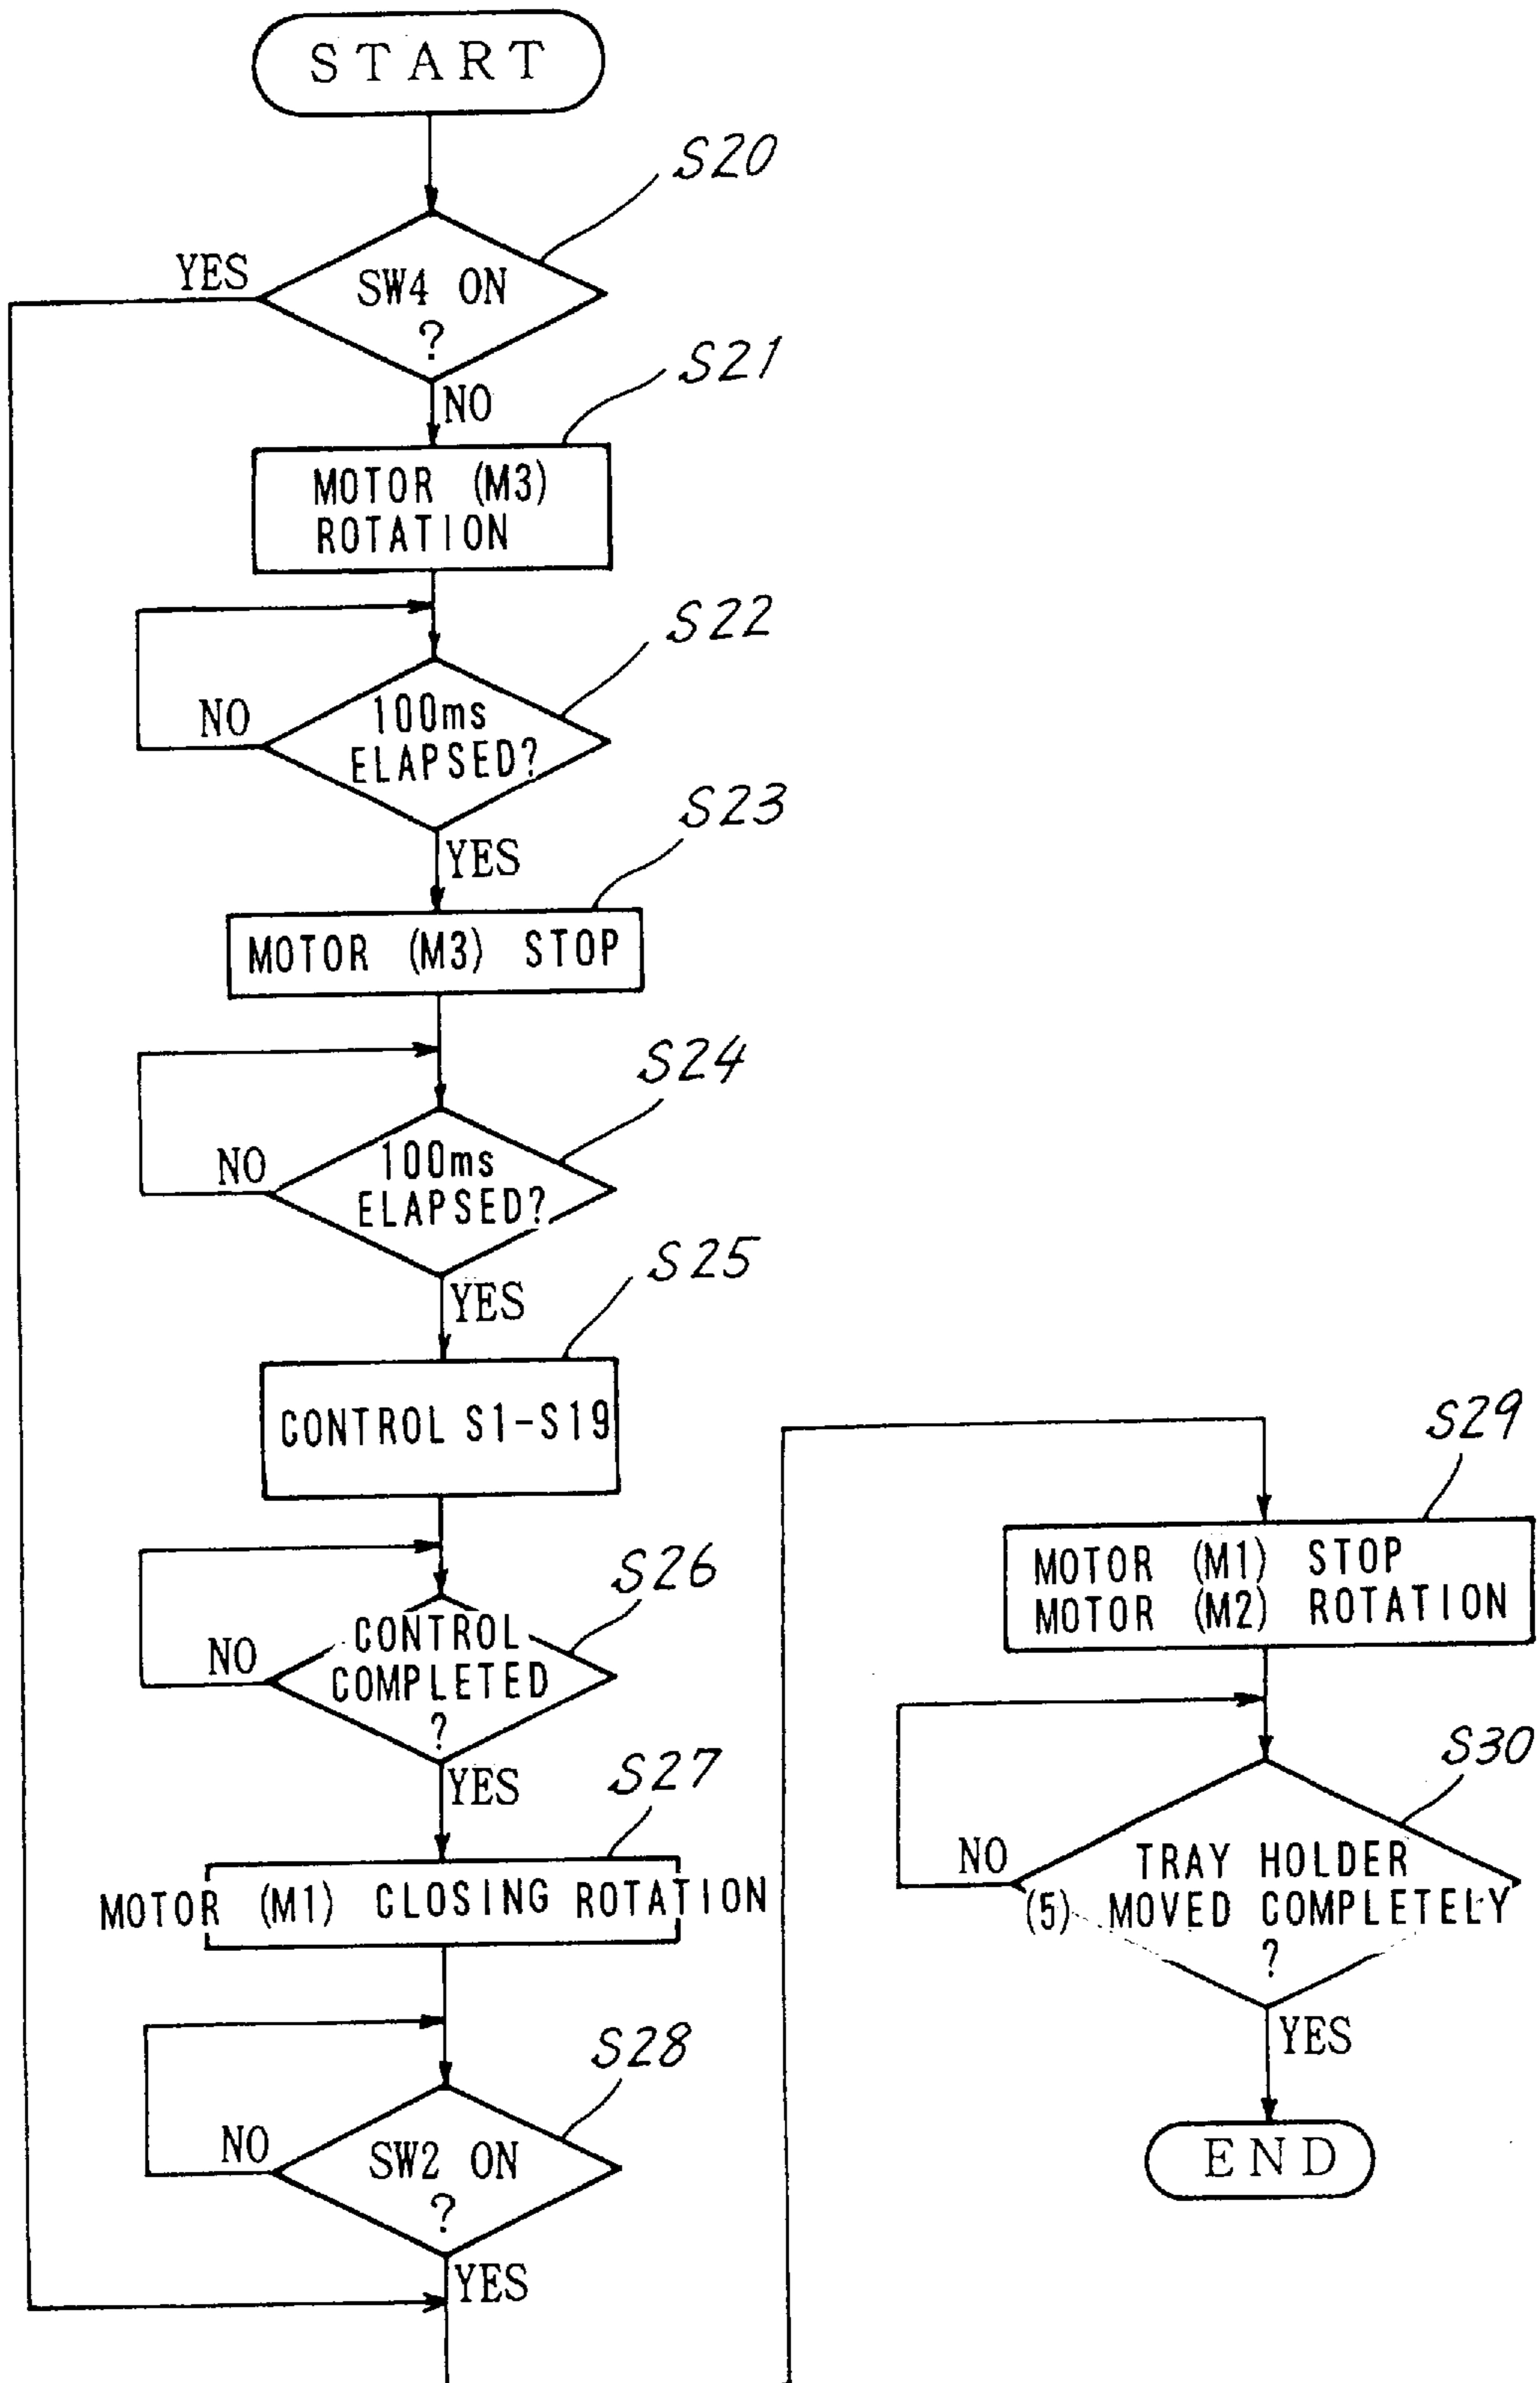 START
S20
YES
SW4 ON
?
NO
S21
MOTOR (M3)
ROTATION
S22
NO
100ms
ELAPSED?
YES
S23
MOTOR (M3) STOP
S24
NO
100ms
ELAPSED?
YES
S25
CONTROL S1-S19
S26
NO
CONTROL
COMPLETED
?
YES
S27
MOTOR (M1) CLOSING ROTATION
S28
NO
SW2 ON
?
YES
S29
MOTOR (M1) STOP
MOTOR (M2) ROTATION
S30
NO
TRAY HOLDER
(5) MOVED COMPLETELY
?
YES
END